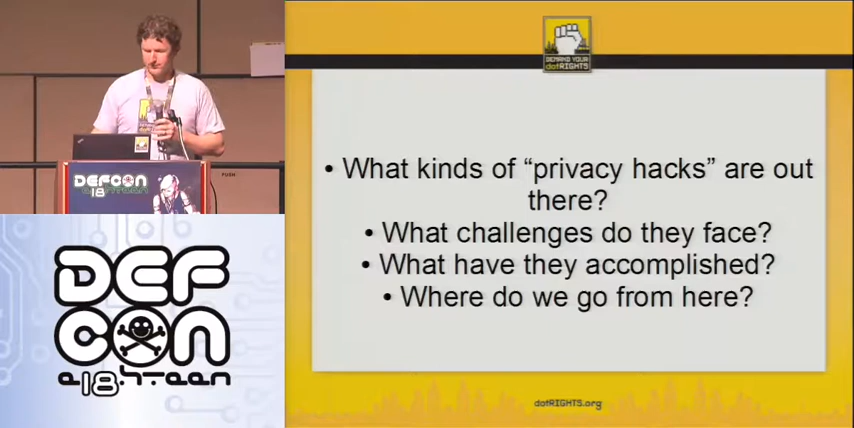 DEFCON
18
PUSH
DEF
CON
e18hteen
DEMAND YOUR
dotRIGHTS
• What kinds of “privacy hacks” are out
there?
• What challenges do they face?
• What have they accomplished?
• Where do we go from here?
dotRIGHTS.org